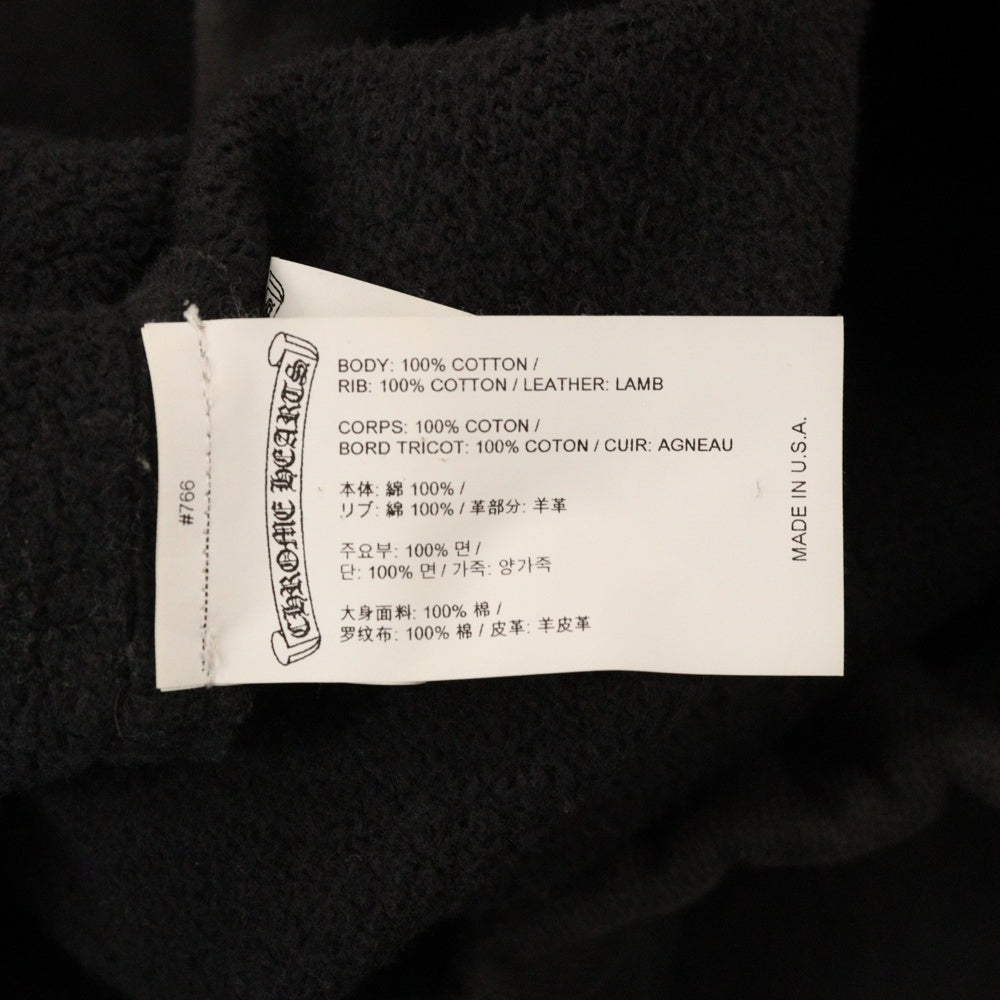 #766
CHROME HEARTS
BODY: 100% COTTON /
RIB: 100% COTTON / LEATHER: LAMB
CORPS: 100% COTON /
BORD TRICOT: 100% COTON / CUIR: AGNEAU
本体: 綿 100% /
リブ: 綿 100% / 革部分: 羊革
주요부: 100% 면 /
단: 100% 면 / 가죽: 양가죽
大身面料: 100% 棉 /
罗纹布: 100% 棉 / 皮革: 羊皮革
MADE IN U.S.A.